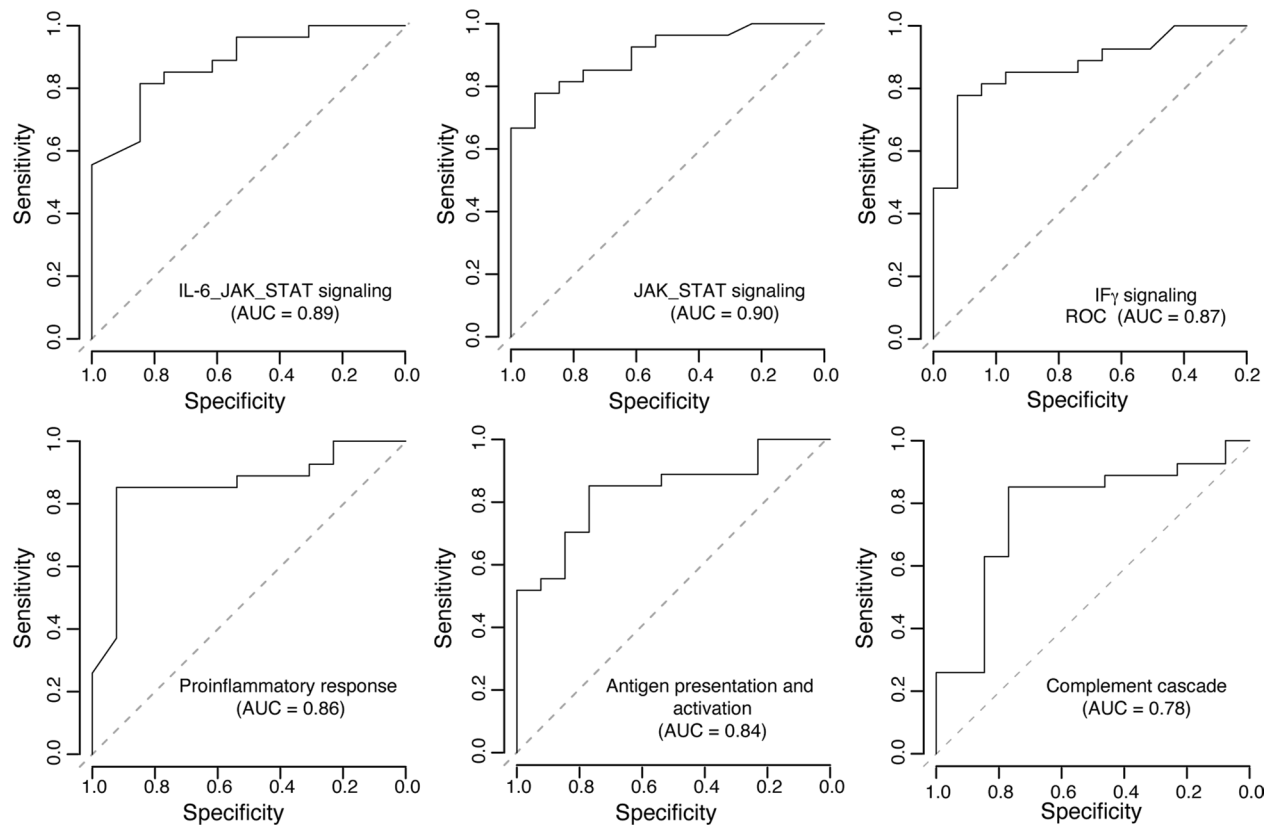 1.0
0.8
0.6
0.4
0.2
0.0
Sensitivity
IL-6_JAK_STAT signaling
(AUC = 0.89)
1.0 0.8 0.6 0.4 0.2 0.0
Specificity
1.0
0.8
0.6
0.4
0.2
0.0
Sensitivity
JAK_STAT signaling
(AUC = 0.90)
1.0 0.8 0.6 0.4 0.2 0.0
Specificity
1.0
0.8
0.6
0.4
0.2
0.0
Sensitivity
IFγ signaling
ROC (AUC = 0.87)
0.0 1.0 0.8 0.6 0.4 0.2
Specificity
1.0
0.8
0.6
0.4
0.2
0.0
Sensitivity
Proinflammatory response
(AUC = 0.86)
1.0 0.8 0.6 0.4 0.2 0.0
Specificity
1.0
0.8
0.6
0.4
0.2
0.0
Sensitivity
Antigen presentation and
activation
(AUC = 0.84)
1.0 0.8 0.6 0.4 0.2 0.0
Specificity
1.0
0.8
0.6
0.4
0.2
0.0
Sensitivity
Complement cascade
(AUC = 0.78)
1.0 0.8 0.6 0.4 0.2 0.0
Specificity